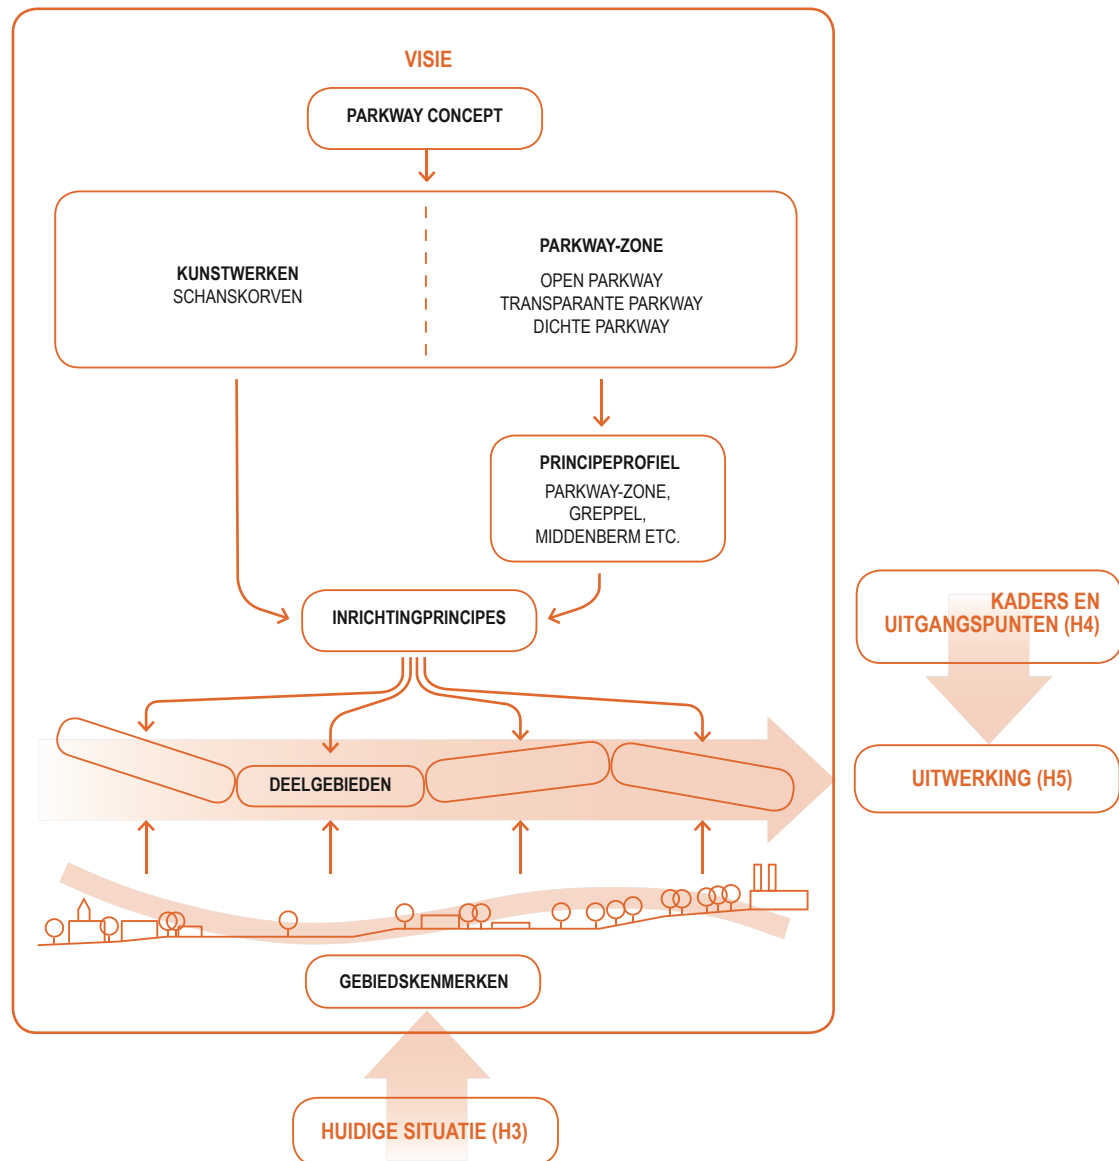 VISIE
PARKWAY CONCEPT
KUNSTWERKEN
SCHANSKORVEN
PARKWAY-ZONE
OPEN PARKWAY
TRANSPARANTE PARKWAY
DICHTE PARKWAY
PRINCIPEPROFIEL
PARKWAY-ZONE,
GREPPEL,
MIDDENBERM ETC.
INRICHTINGPRINCIPES
KADERS EN
UITGANGSPUNTEN (H4)
DEELGEBIEDEN
UITWERKING (H5)
GEBIEDSKENMERKEN
HUIDIGE SITUATIE (H3)